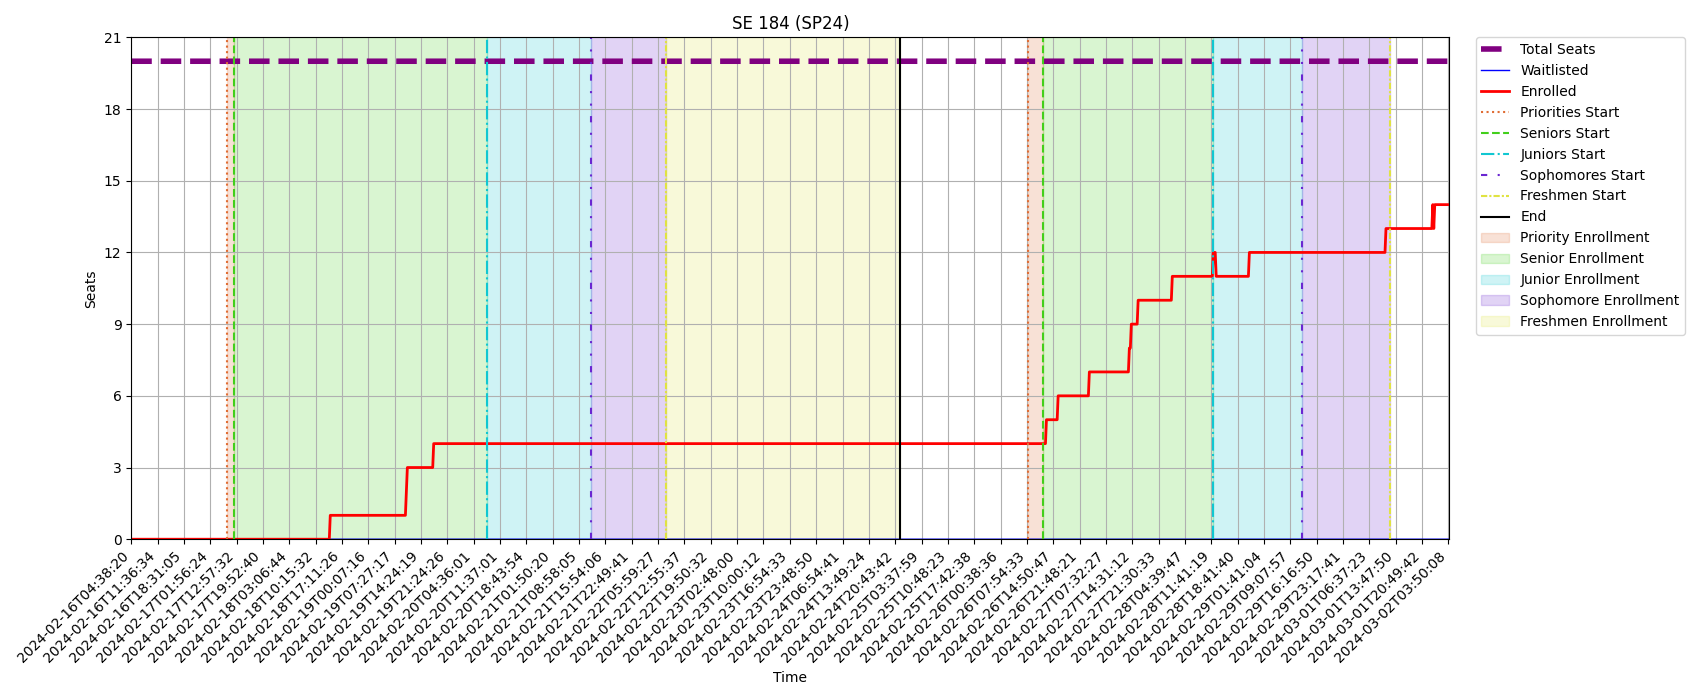 SE 184 (SP24)
21
18
15
12
9
6
3
0
Seats
2024-02-16T04:38:20
2024-02-16T11:36:34
2024-02-16T18:31:05
2024-02-17T01:56:24
2024-02-17T12:57:32
2024-02-17T19:52:40
2024-02-18T03:06:44
2024-02-18T10:15:32
2024-02-18T17:11:26
2024-02-19T00:07:16
2024-02-19T07:27:17
2024-02-19T14:24:19
2024-02-19T21:24:26
2024-02-20T04:36:01
2024-02-20T11:37:01
2024-02-20T18:43:54
2024-02-21T01:50:20
2024-02-21T08:58:05
2024-02-21T15:54:06
2024-02-21T22:49:41
2024-02-22T05:59:27
2024-02-22T12:55:37
2024-02-22T19:50:32
2024-02-23T02:48:00
2024-02-23T10:00:12
2024-02-23T16:54:33
2024-02-23T23:48:50
2024-02-24T06:54:41
2024-02-24T13:49:24
2024-02-24T20:43:42
2024-02-25T03:37:59
2024-02-25T10:48:23
2024-02-25T17:42:38
2024-02-26T00:38:36
2024-02-26T07:54:33
2024-02-26T14:50:47
2024-02-26T21:48:21
2024-02-27T07:32:27
2024-02-27T14:31:12
2024-02-27T21:30:33
2024-02-28T04:39:47
2024-02-28T11:41:19
2024-02-28T18:41:40
2024-02-29T01:41:04
2024-02-29T09:07:57
2024-02-29T16:16:50
2024-02-29T23:17:41
2024-03-01T06:37:23
2024-03-01T13:47:50
2024-03-01T20:49:42
2024-03-02T03:50:08
Time
Total Seats
Waitlisted
Enrolled
Priorities Start
Seniors Start
Juniors Start
Sophomores Start
Freshmen Start
End
Priority Enrollment
Senior Enrollment
Junior Enrollment
Sophomore Enrollment
Freshmen Enrollment